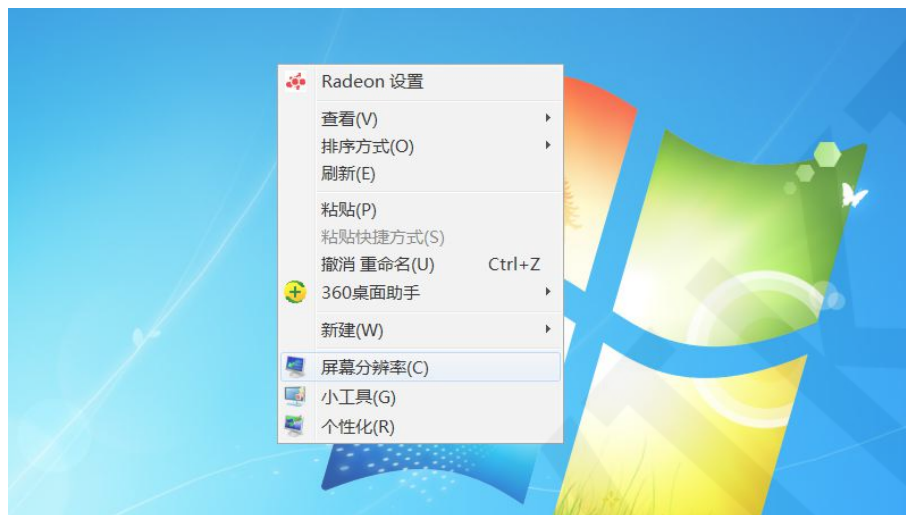 Radeon 设置
查看(V)
排序方式(O)
刷新(E)
粘贴(P)
粘贴快捷方式(S)
撤消 重命名(U) Ctrl+Z
360桌面助手
新建(W)
屏幕分辨率(C)
小工具(G)
个性化(R)